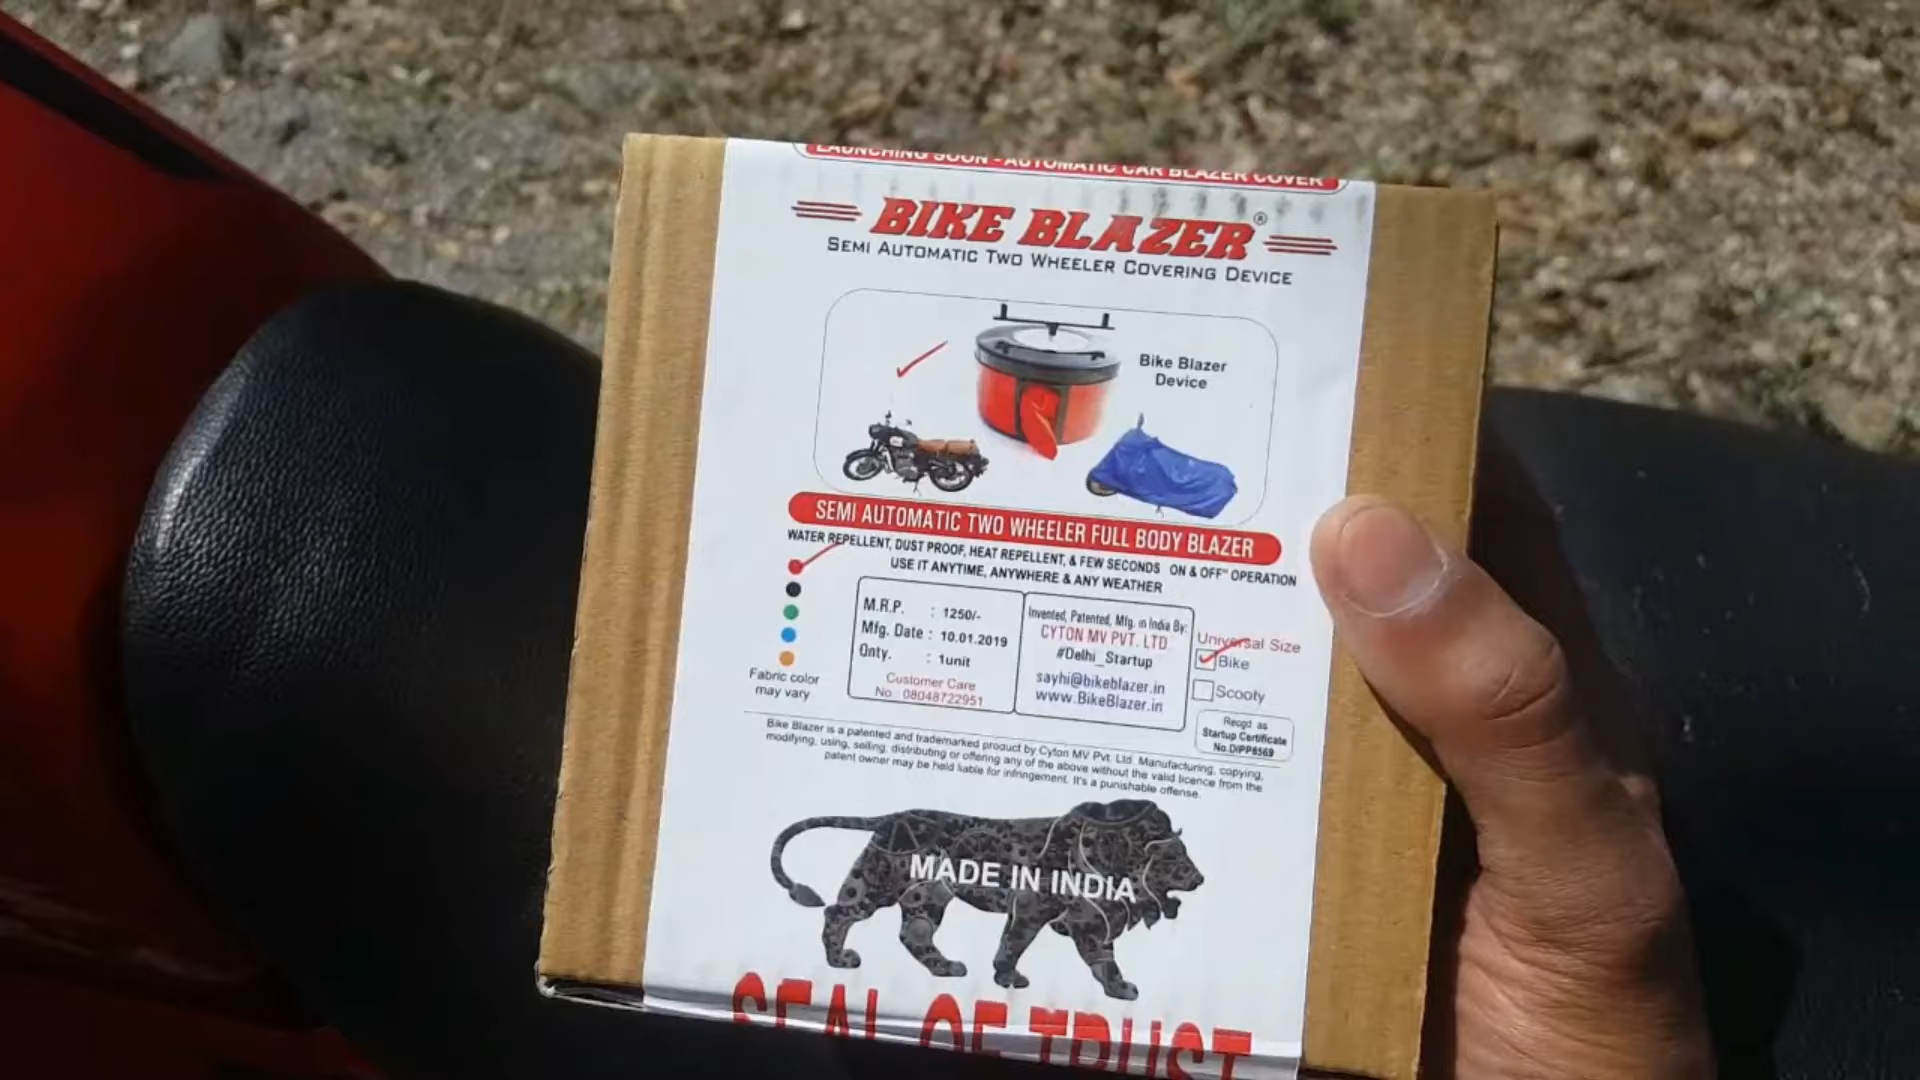 LAUNCHING SOON - AUTOMATIC CAR BLAZER COVER
BIKE BLAZER®
SEMI AUTOMATIC TWO WHEELER COVERING DEVICE
Bike Blazer
Device
SEMI AUTOMATIC TWO WHEELER FULL BODY BLAZER
WATER REPELLENT, DUST PROOF, HEAT REPELLENT, & FEW SECONDS ON & OFF™ OPERATION
USE IT ANYTIME, ANYWHERE & ANY WEATHER
Fabric color
may vary
M.R.P. : 1250/-
Mfg. Date : 10.01.2019
Qnty. : 1unit
Customer Care
No : 08048722951
Invented, Patented, Mfg. in India By:
CYTON MV PVT. LTD
#Delhi_Startup
sayhi@bikeblazer.in
www.BikeBlazer.in
Universal Size
Bike
Scooty
Recgd as
Startup Certificate
No.DIPP8569
Bike Blazer is a patented and trademarked product by Cyton MV Pvt. Ltd. Manufacturing, copying,
modifying, using, selling, distributing or offering any of the above without the valid licence from the
patent owner may be held liable for infringement. It's a punishable offense.
MADE IN INDIA
SEAL OF TRUST